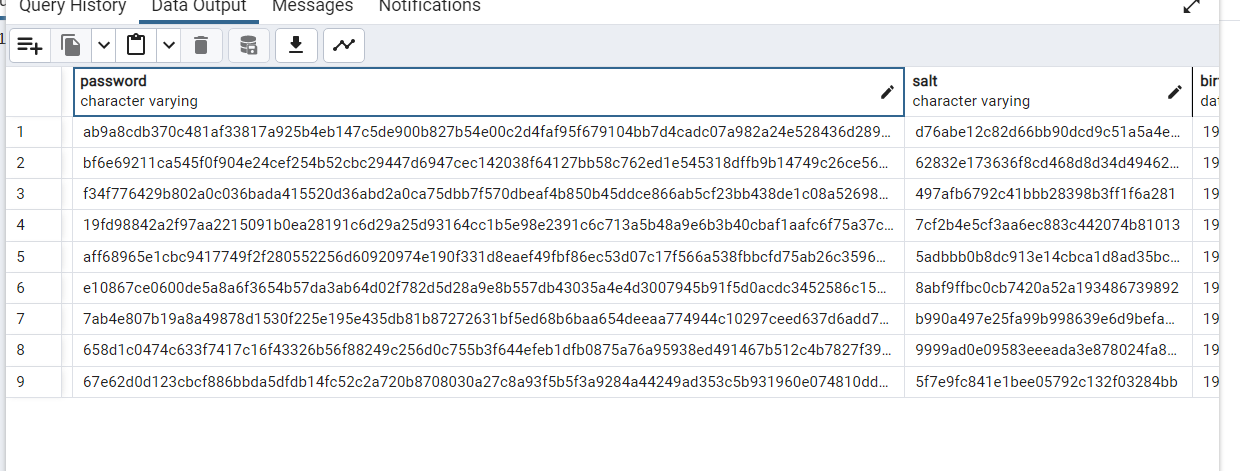 Query History Data Output Messages Notifications
password salt bir
character varying character varying dat
1 ab9a8cdb370c481af33817a925b4eb147c5de900b827b54e00c2d4faf95f679104bb7d4cadc07a982a24e528436d289... d76abe12c82d66bb90dcd9c51a5a4e... 19
2 bf6e69211ca545f0f904e24cef254b52cbc29447d6947cec142038f64127bb58c762ed1e545318dffb9b14749c26ce56... 62832e173636f8cd468d8d34d49462... 19
3 f34f776429b802a0c036bada415520d36abd2a0ca75dbb7f570dbeaf4b850b45ddce866ab5cf23bb438de1c08a52698... 497afb6792c41bbb28398b3ff1f6a281 19
4 19fd98842a2f97aa2215091b0ea28191c6d29a25d93164cc1b5e98e2391c6c713a5b48a9e6b3b40cbaf1aafc6f75a37c... 7cf2b4e5cf3aa6ec883c442074b81013 19
5 aff68965e1cbc9417749f2f280552256d60920974e190f331d8eaef49fbf86ec53d07c17f566a538fbbcfd75ab26c3596... 5adbbb0b8dc913e14cbca1d8ad35bc... 19
6 e10867ce0600de5a8a6f3654b57da3ab64d02f782d5d28a9e8b557db43035a4e4d3007945b91f5d0acdc3452586c15... 8abf9ffbc0cb7420a52a193486739892 19
7 7ab4e807b19a8a49878d1530f225e195e435db81b87272631bf5ed68b6baa654deeaa774944c10297ceed637d6add7... b990a497e25fa99b998639e6d9befa... 19
8 658d1c0474c633f7417c16f43326b56f88249c256d0c755b3f644efeb1dfb0875a76a95938ed491467b512c4b7827f39... 9999ad0e09583eeeada3e878024fa8... 19
9 67e62d0d123cbcf886bbda5dfdb14fc52c2a720b8708030a27c8a93f5b5f3a9284a44249ad353c5b931960e074810dd... 5f7e9fc841e1bee05792c132f03284bb 19